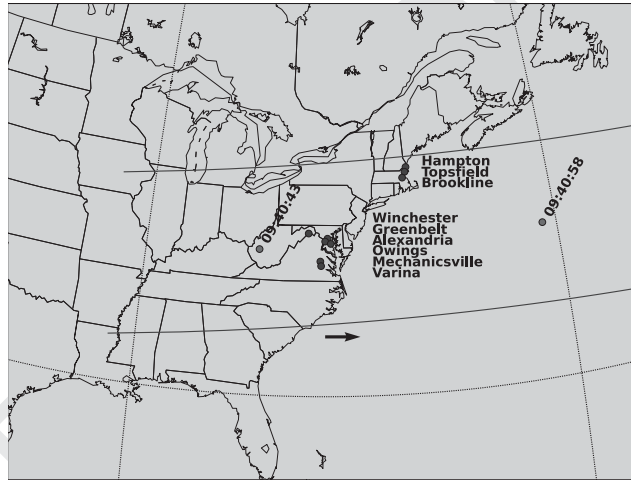 Hampton
Topsfield
Brookline
09:40:43
09:40:58
Winchester
Greenbelt
Alexandria
Owings
Mechanicsville
Varina